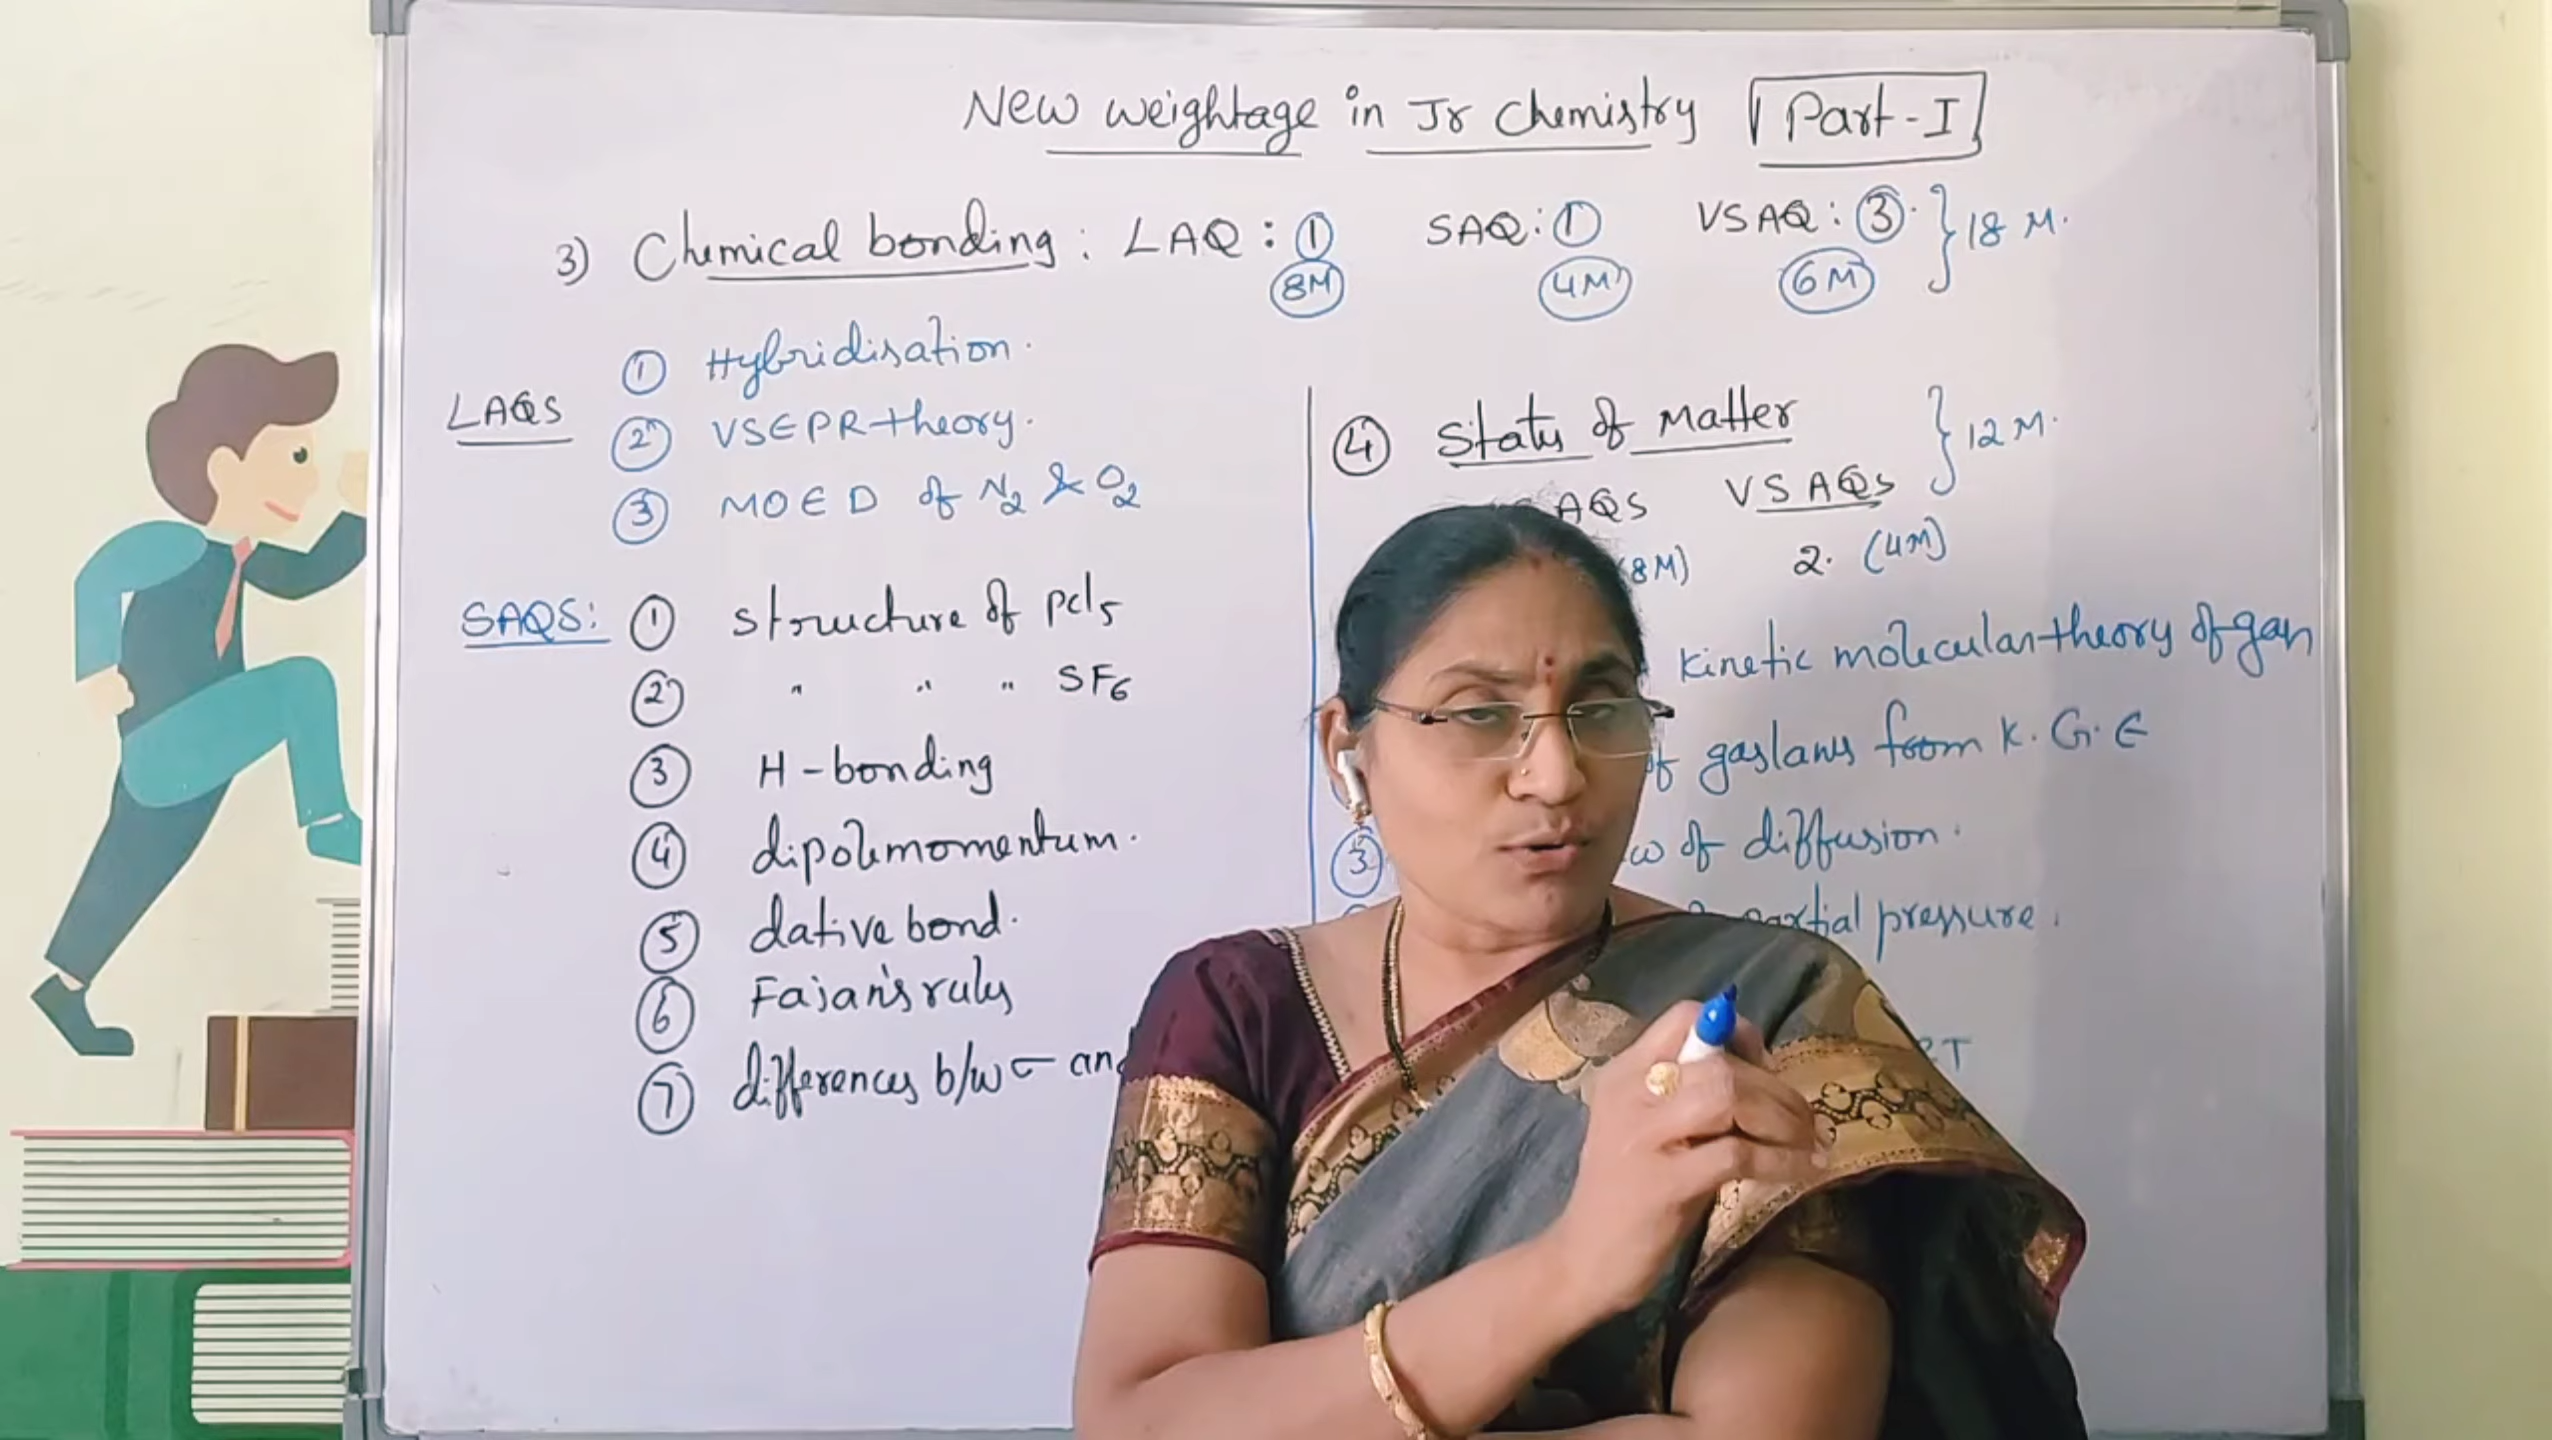 New weightage in Jr Chemistry Part-I
3) Chemical bonding: LAQ: 1 SAQ: 1 VSAQ: 3 } 18 M.
8M 4M 6M
LAQS
1 Hybridisation.
2 VSEPR theory.
3 MOED of N2 & O2
SAQS:
1 structure of pcl5
2 " " " SF6
3 H-bonding
4 dipolemomentum.
5 dative bond.
6 Fajan's rules
7 differences b/w σ and
4 States of Matter } 12 M.
AQS VSAQs
(8M) 2. (4M)
Kinetic molecular theory of gas
of gaslaws from K.G.E
3 w of diffusion.
partial pressure.
RT